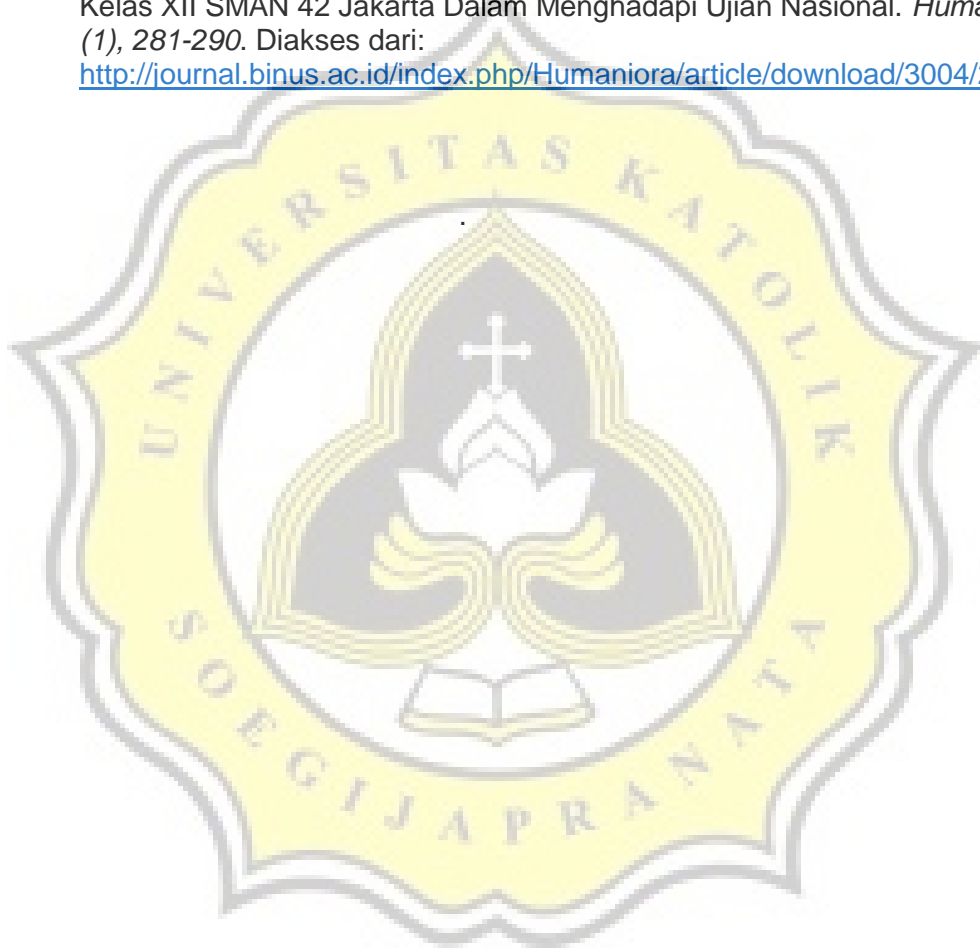 Kelas XII SMAN 42 Jakarta Dalam Menghadapi Ujian Nasional.
(1), 281-290. Diakses dari:
http://journal.binus.ac.id/index.php/Humaniora/article/download/3004/
UNIVERSITAS KATOLIK
SOEGIJAPRANATA